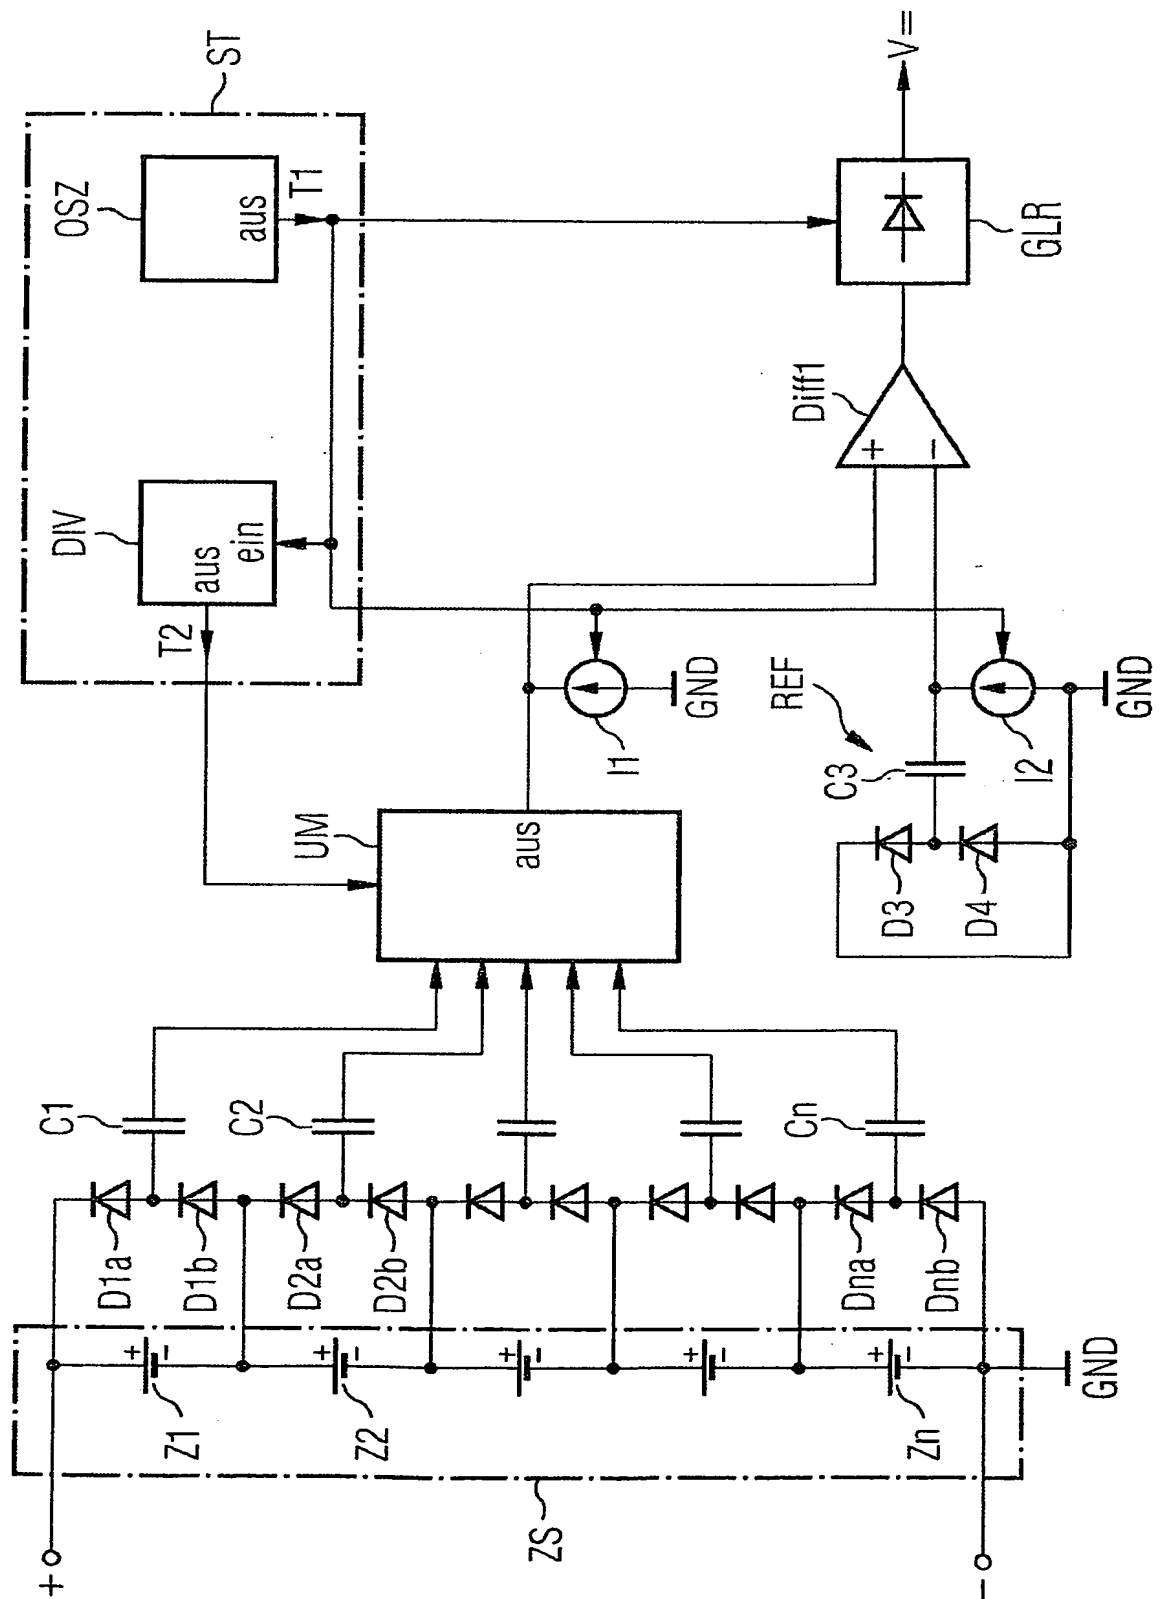 ST
OSZ
aus
T1
DIV
aus
ein
T2
V=
GLR
Diff1
+
−
UM
aus
I1
GND
REF
C3
I2
GND
D3
D4
C1
C2
Cn
D1a
D1b
D2a
D2b
Dna
Dnb
+
−
Z1
+
−
Z2
+
−
+
−
+
−
Zn
GND
ZS
+
−